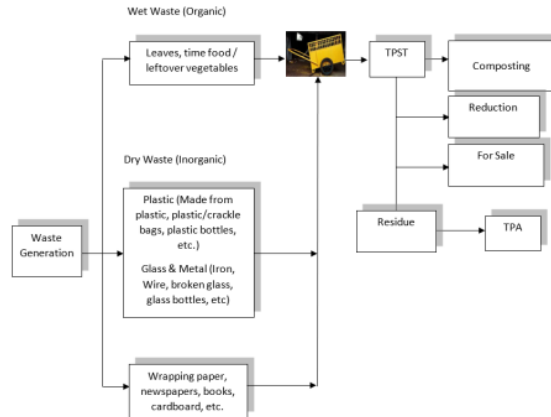 Wet Waste (Organic)
Leaves, time food /
leftover vegetables
TPST
Composting
Reduction
For Sale
Residue
TPA
Dry Waste (Inorganic)
Plastic (Made from
plastic, plastic/crackle
bags, plastic bottles,
etc.)
Glass & Metal (Iron,
Wire, broken glass,
glass bottles, etc)
Waste
Generation
Wrapping paper,
newspapers, books,
cardboard, etc.